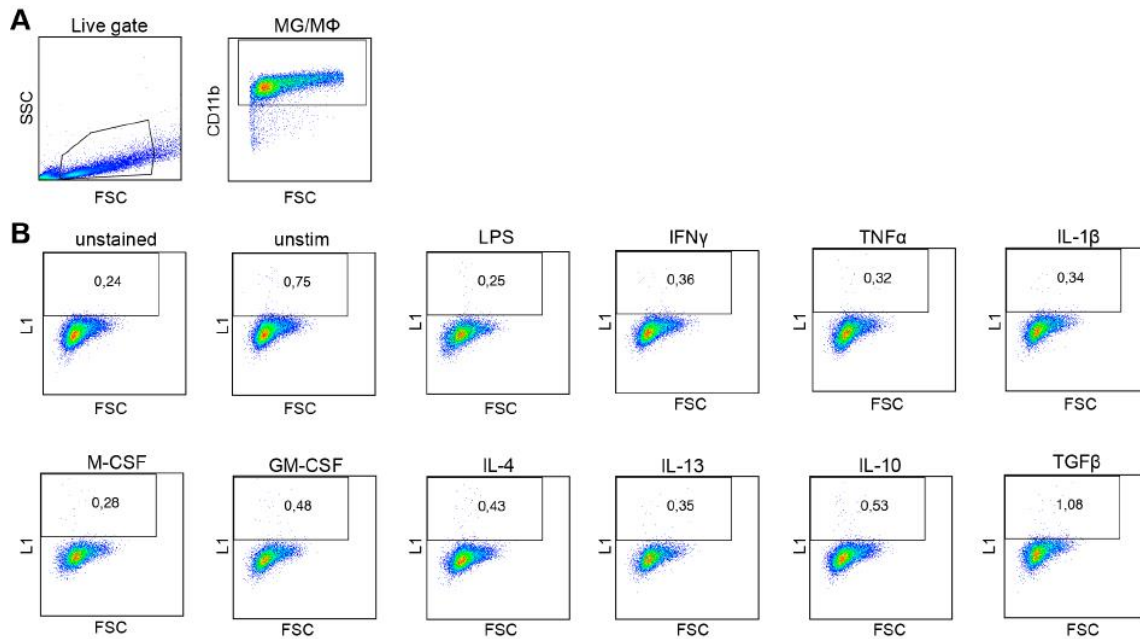 A
Live gate
MG/MΦ
SSC
CD11b
FSC
FSC
B
unstained
unstim
LPS
IFNγ
TNFα
IL-1β
0,24
0,75
0,25
0,36
0,32
0,34
L1
L1
L1
L1
L1
L1
FSC
FSC
FSC
FSC
FSC
FSC
M-CSF
GM-CSF
IL-4
IL-13
IL-10
TGFβ
0,28
0,48
0,43
0,35
0,53
1,08
L1
L1
L1
L1
L1
L1
FSC
FSC
FSC
FSC
FSC
FSC